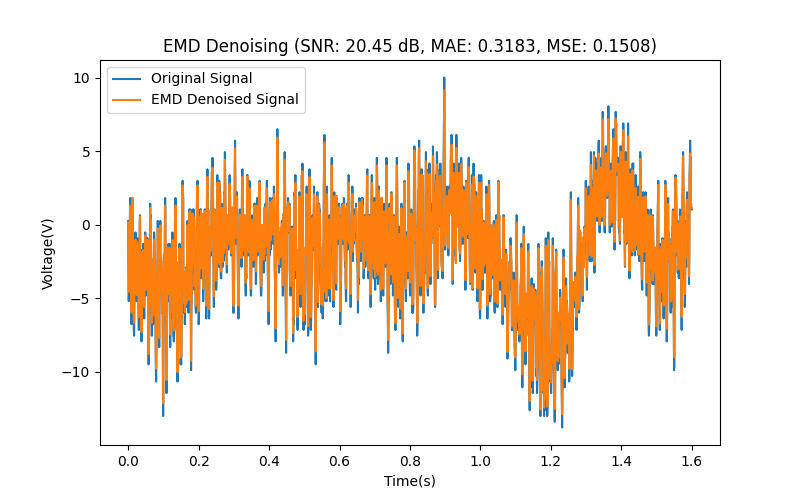 EMD Denoising (SNR: 20.45 dB, MAE: 0.3183, MSE: 0.1508)
Original Signal
EMD Denoised Signal
10
5
0
−5
−10
Voltage(V)
0.0 0.2 0.4 0.6 0.8 1.0 1.2 1.4 1.6
Time(s)